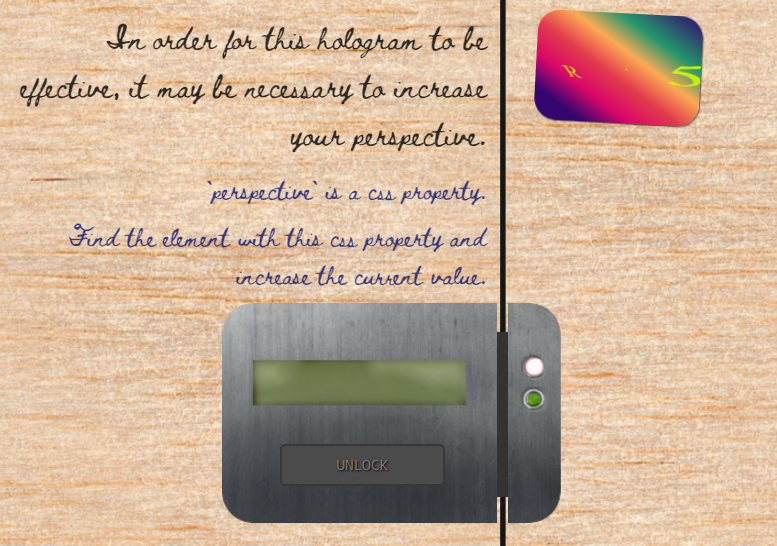 In order for this hologram to be
effective, it may be necessary to increase
your perspective.
`perspective` is a css property.
Find the element with this css property and
increase the current value.
5
UNLOCK